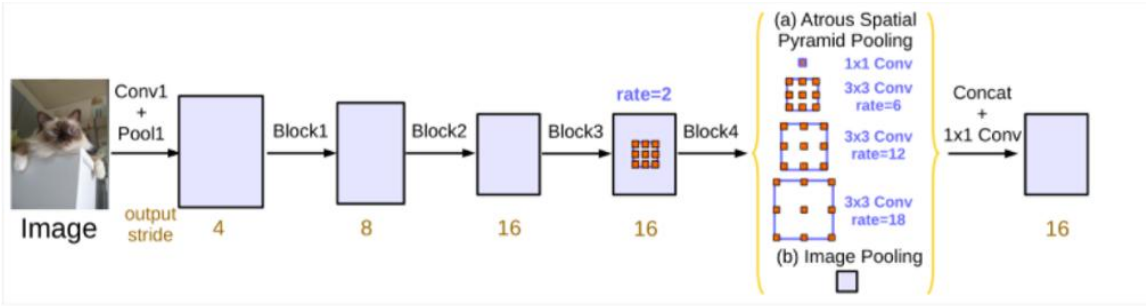 Image
Conv1
+
Pool1
output
stride
4
Block1
8
Block2
16
Block3
rate=2
16
Block4
(a) Atrous Spatial
Pyramid Pooling
1x1 Conv
3x3 Conv
rate=6
3x3 Conv
rate=12
3x3 Conv
rate=18
(b) Image Pooling
Concat
+
1x1 Conv
16